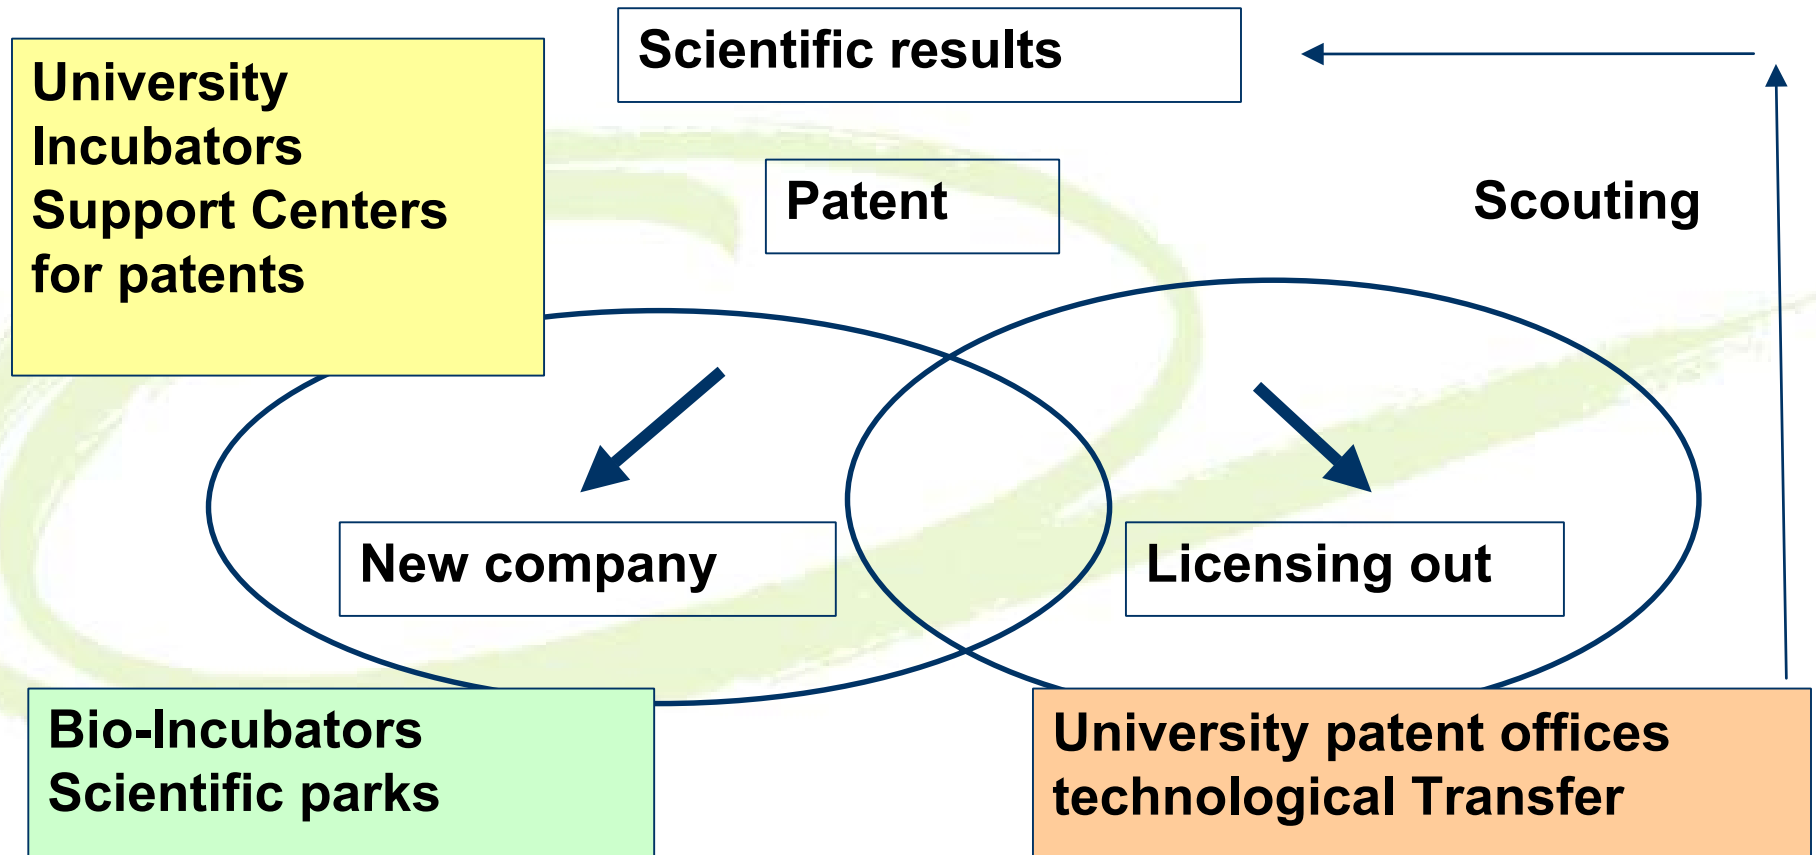 Scientific results
University
Incubators
Support Centers
for patents
Patent
Scouting
New company
Licensing out
Bio-Incubators
Scientific parks
University patent offices
technological Transfer